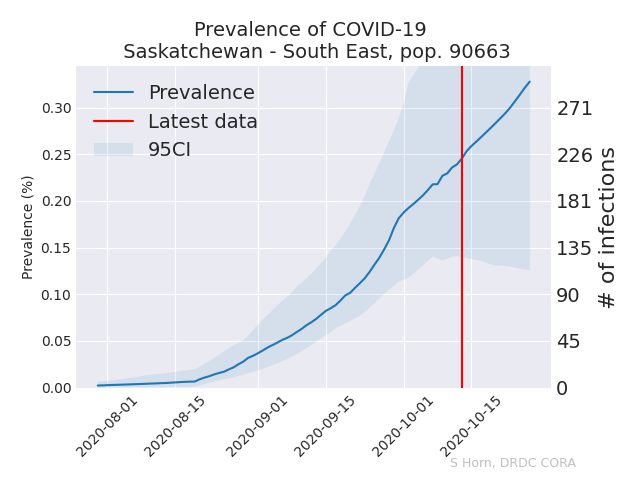 Prevalence of COVID-19
Saskatchewan - South East, pop. 90663
Prevalence
Latest data
95CI
Prevalence (%)
0.30
0.25
0.20
0.15
0.10
0.05
0.00
271
226
181
135
90
45
0
# of infections
2020-08-01
2020-08-15
2020-09-01
2020-09-15
2020-10-01
2020-10-15
S Horn, DRDC CORA